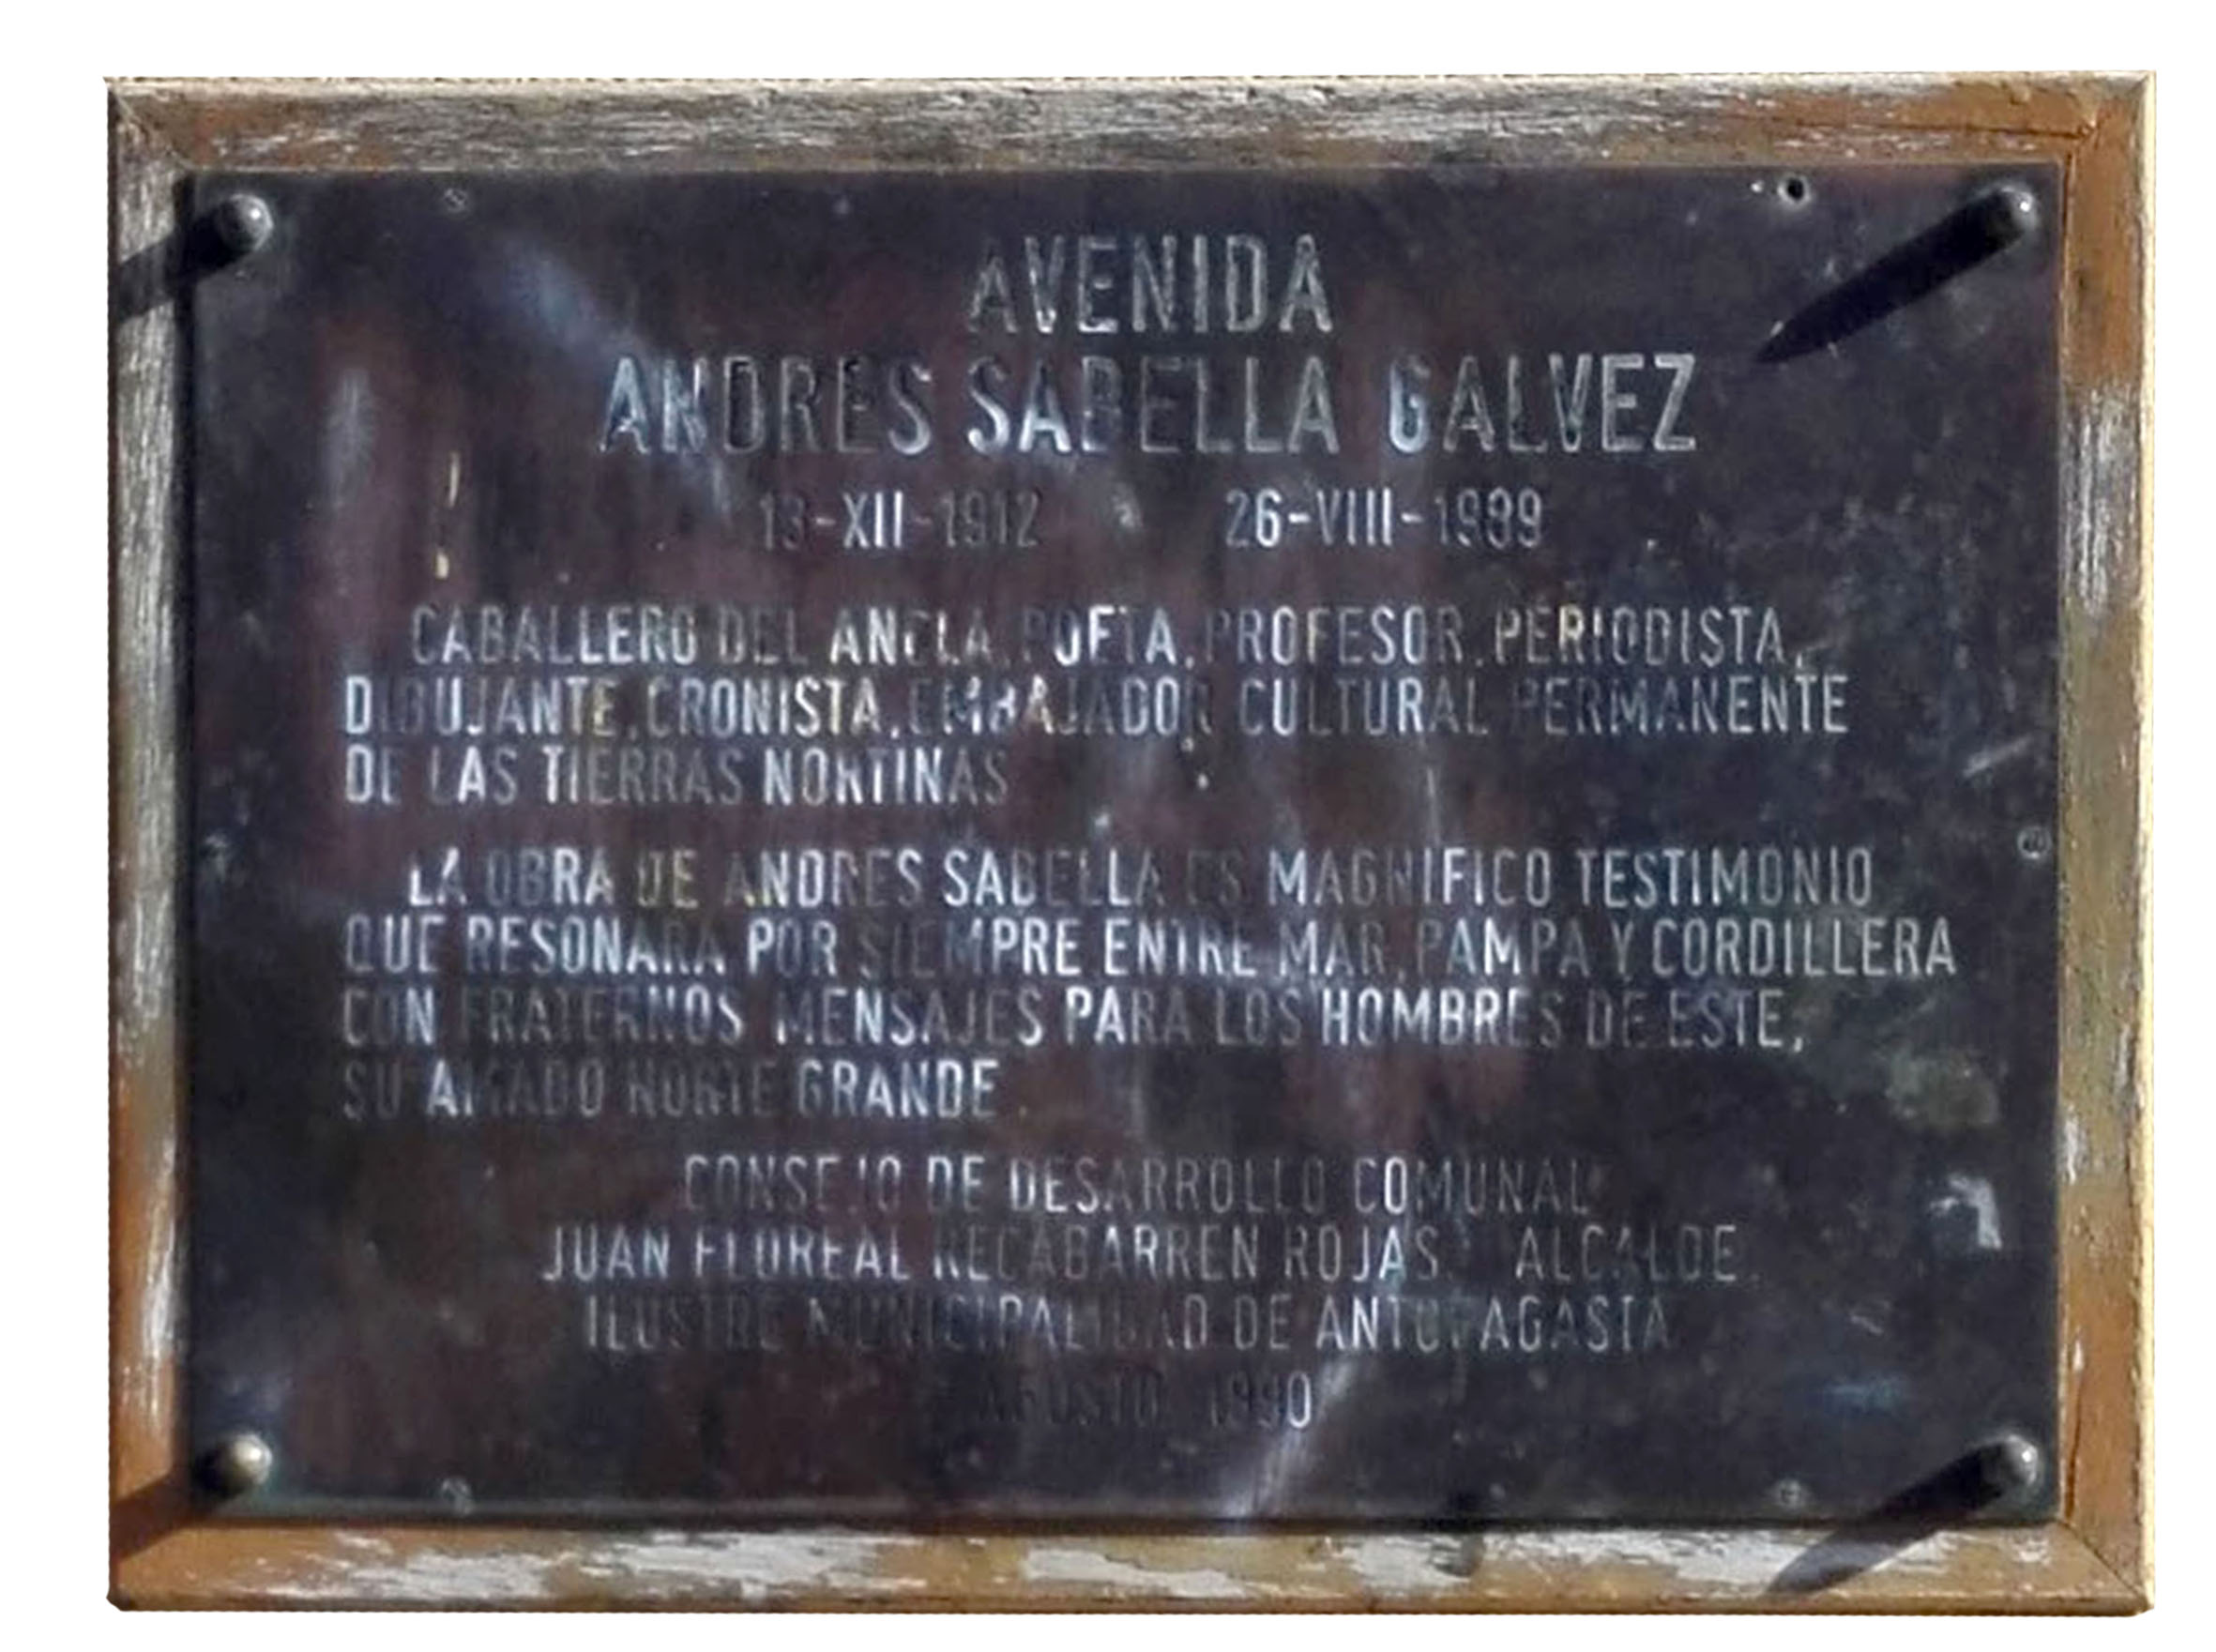 AVENIDA
ANDRES SABELLA GALVEZ
13-XII-1912 26-VIII-1989
CABALLERO DEL ANCLA, POETA, PROFESOR, PERIODISTA,
DIBUJANTE, CRONISTA, EMBAJADOR CULTURAL PERMANENTE
DE LAS TIERRAS NORTINAS
LA OBRA DE ANDRES SABELLA ES MAGNIFICO TESTIMONIO
QUE RESONARA POR SIEMPRE ENTRE MAR, PAMPA Y CORDILLERA
CON FRATERNOS MENSAJES PARA LOS HOMBRES DE ESTE,
SU AMADO NORTE GRANDE.
CONSEJO DE DESARROLLO COMUNAL
JUAN FLOREAL RECABARREN ROJAS. ALCALDE.
ILUSTRE MUNICIPALIDAD DE ANTOFAGASTA
AGOSTO 1990